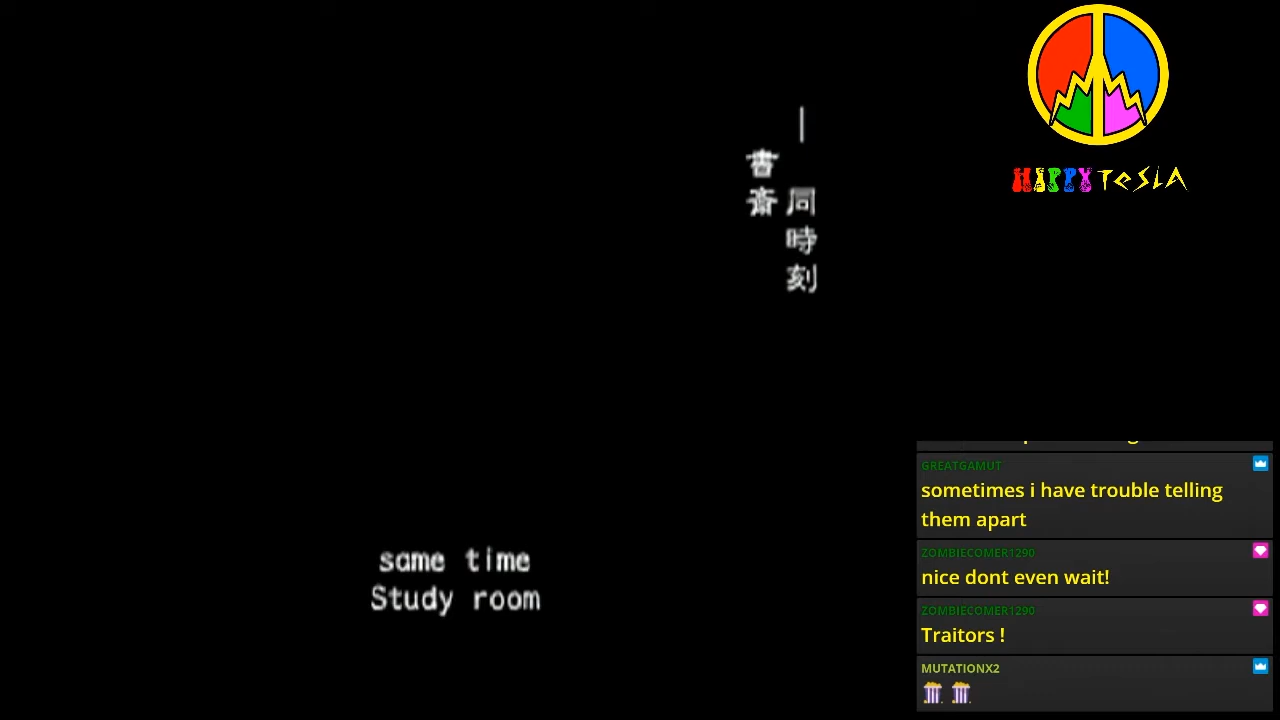 ｜同時刻
書斎
same time
Study room
HAPPYTESLA
GREATGAMUT
sometimes i have trouble telling
them apart
ZOMBIECOMER1290
nice dont even wait!
ZOMBIECOMER1290
Traitors !
MUTATIONX2